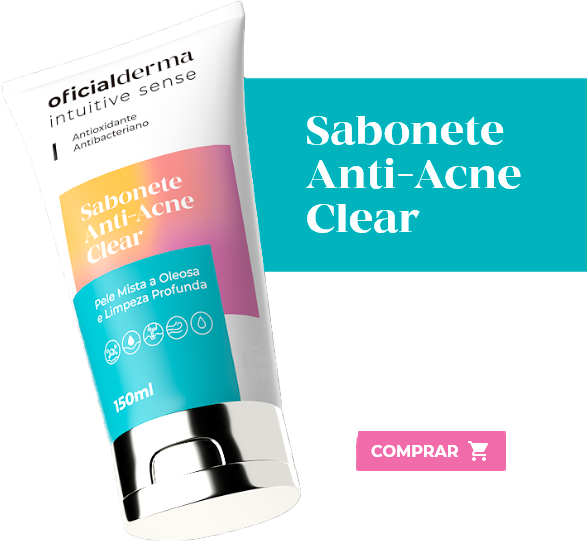 oficialderma
intuitive sense
Antioxidante
Antibacteriano
Sabonete
Anti-Acne
Clear
Pele Mista a Oleosa
e Limpeza Profunda
150ml
Sabonete
Anti-Acne
Clear
COMPRAR